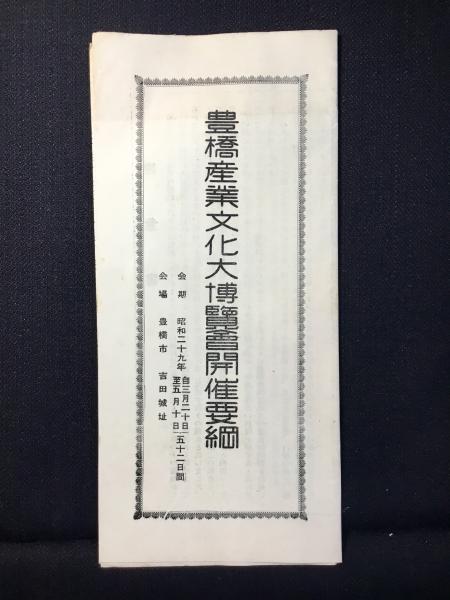 豊橋産業文化大博覽會開催要綱
会期 昭和二十九年 自三月二十日 至五月十日 五十二日間
会場 豊橋市 吉田城址